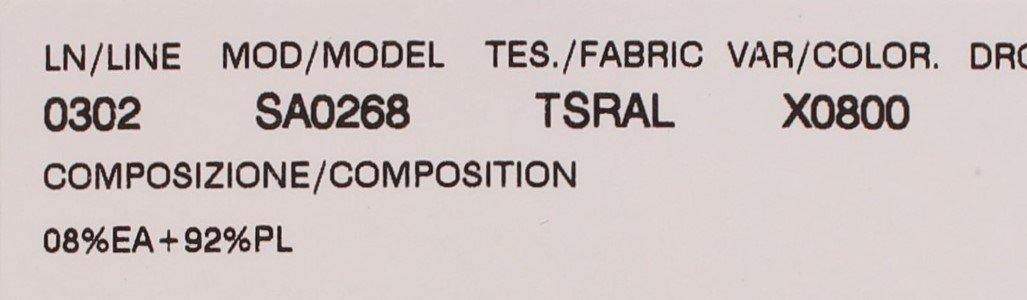 LN/LINE MOD/MODEL TES./FABRIC VAR/COLOR.
0302 SA0268 TSRAL X0800
COMPOSIZIONE/COMPOSITION
08%EA+92%PL